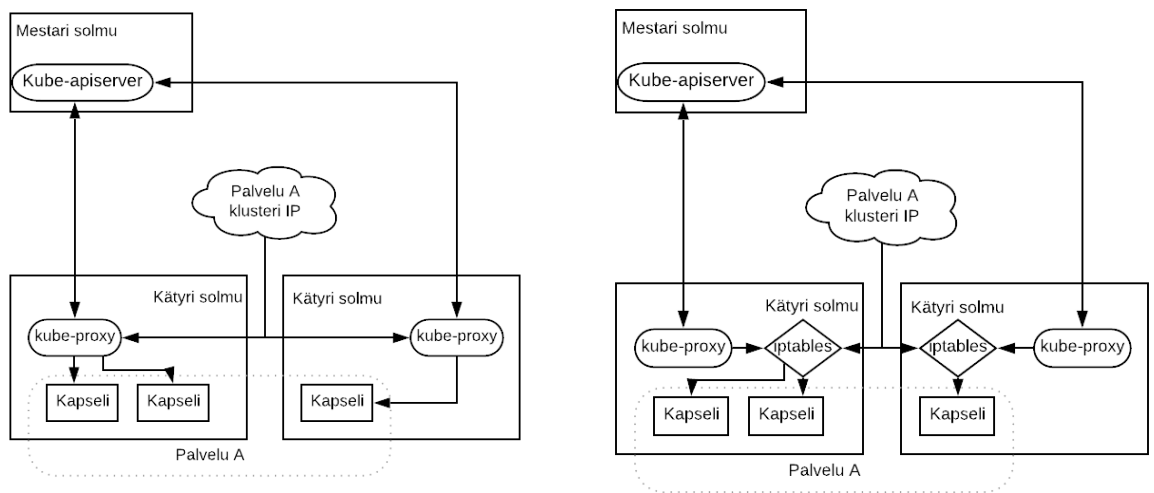 Mestari solmu
Kube-apiserver
Palvelu A
klusteri IP
Kätyri solmu
Kätyri solmu
kube-proxy
kube-proxy
Kapseli
Kapseli
Kapseli
Palvelu A
Mestari solmu
Kube-apiserver
Palvelu A
klusteri IP
Kätyri solmu
Kätyri solmu
kube-proxy
iptables
iptables
kube-proxy
Kapseli
Kapseli
Kapseli
Palvelu A